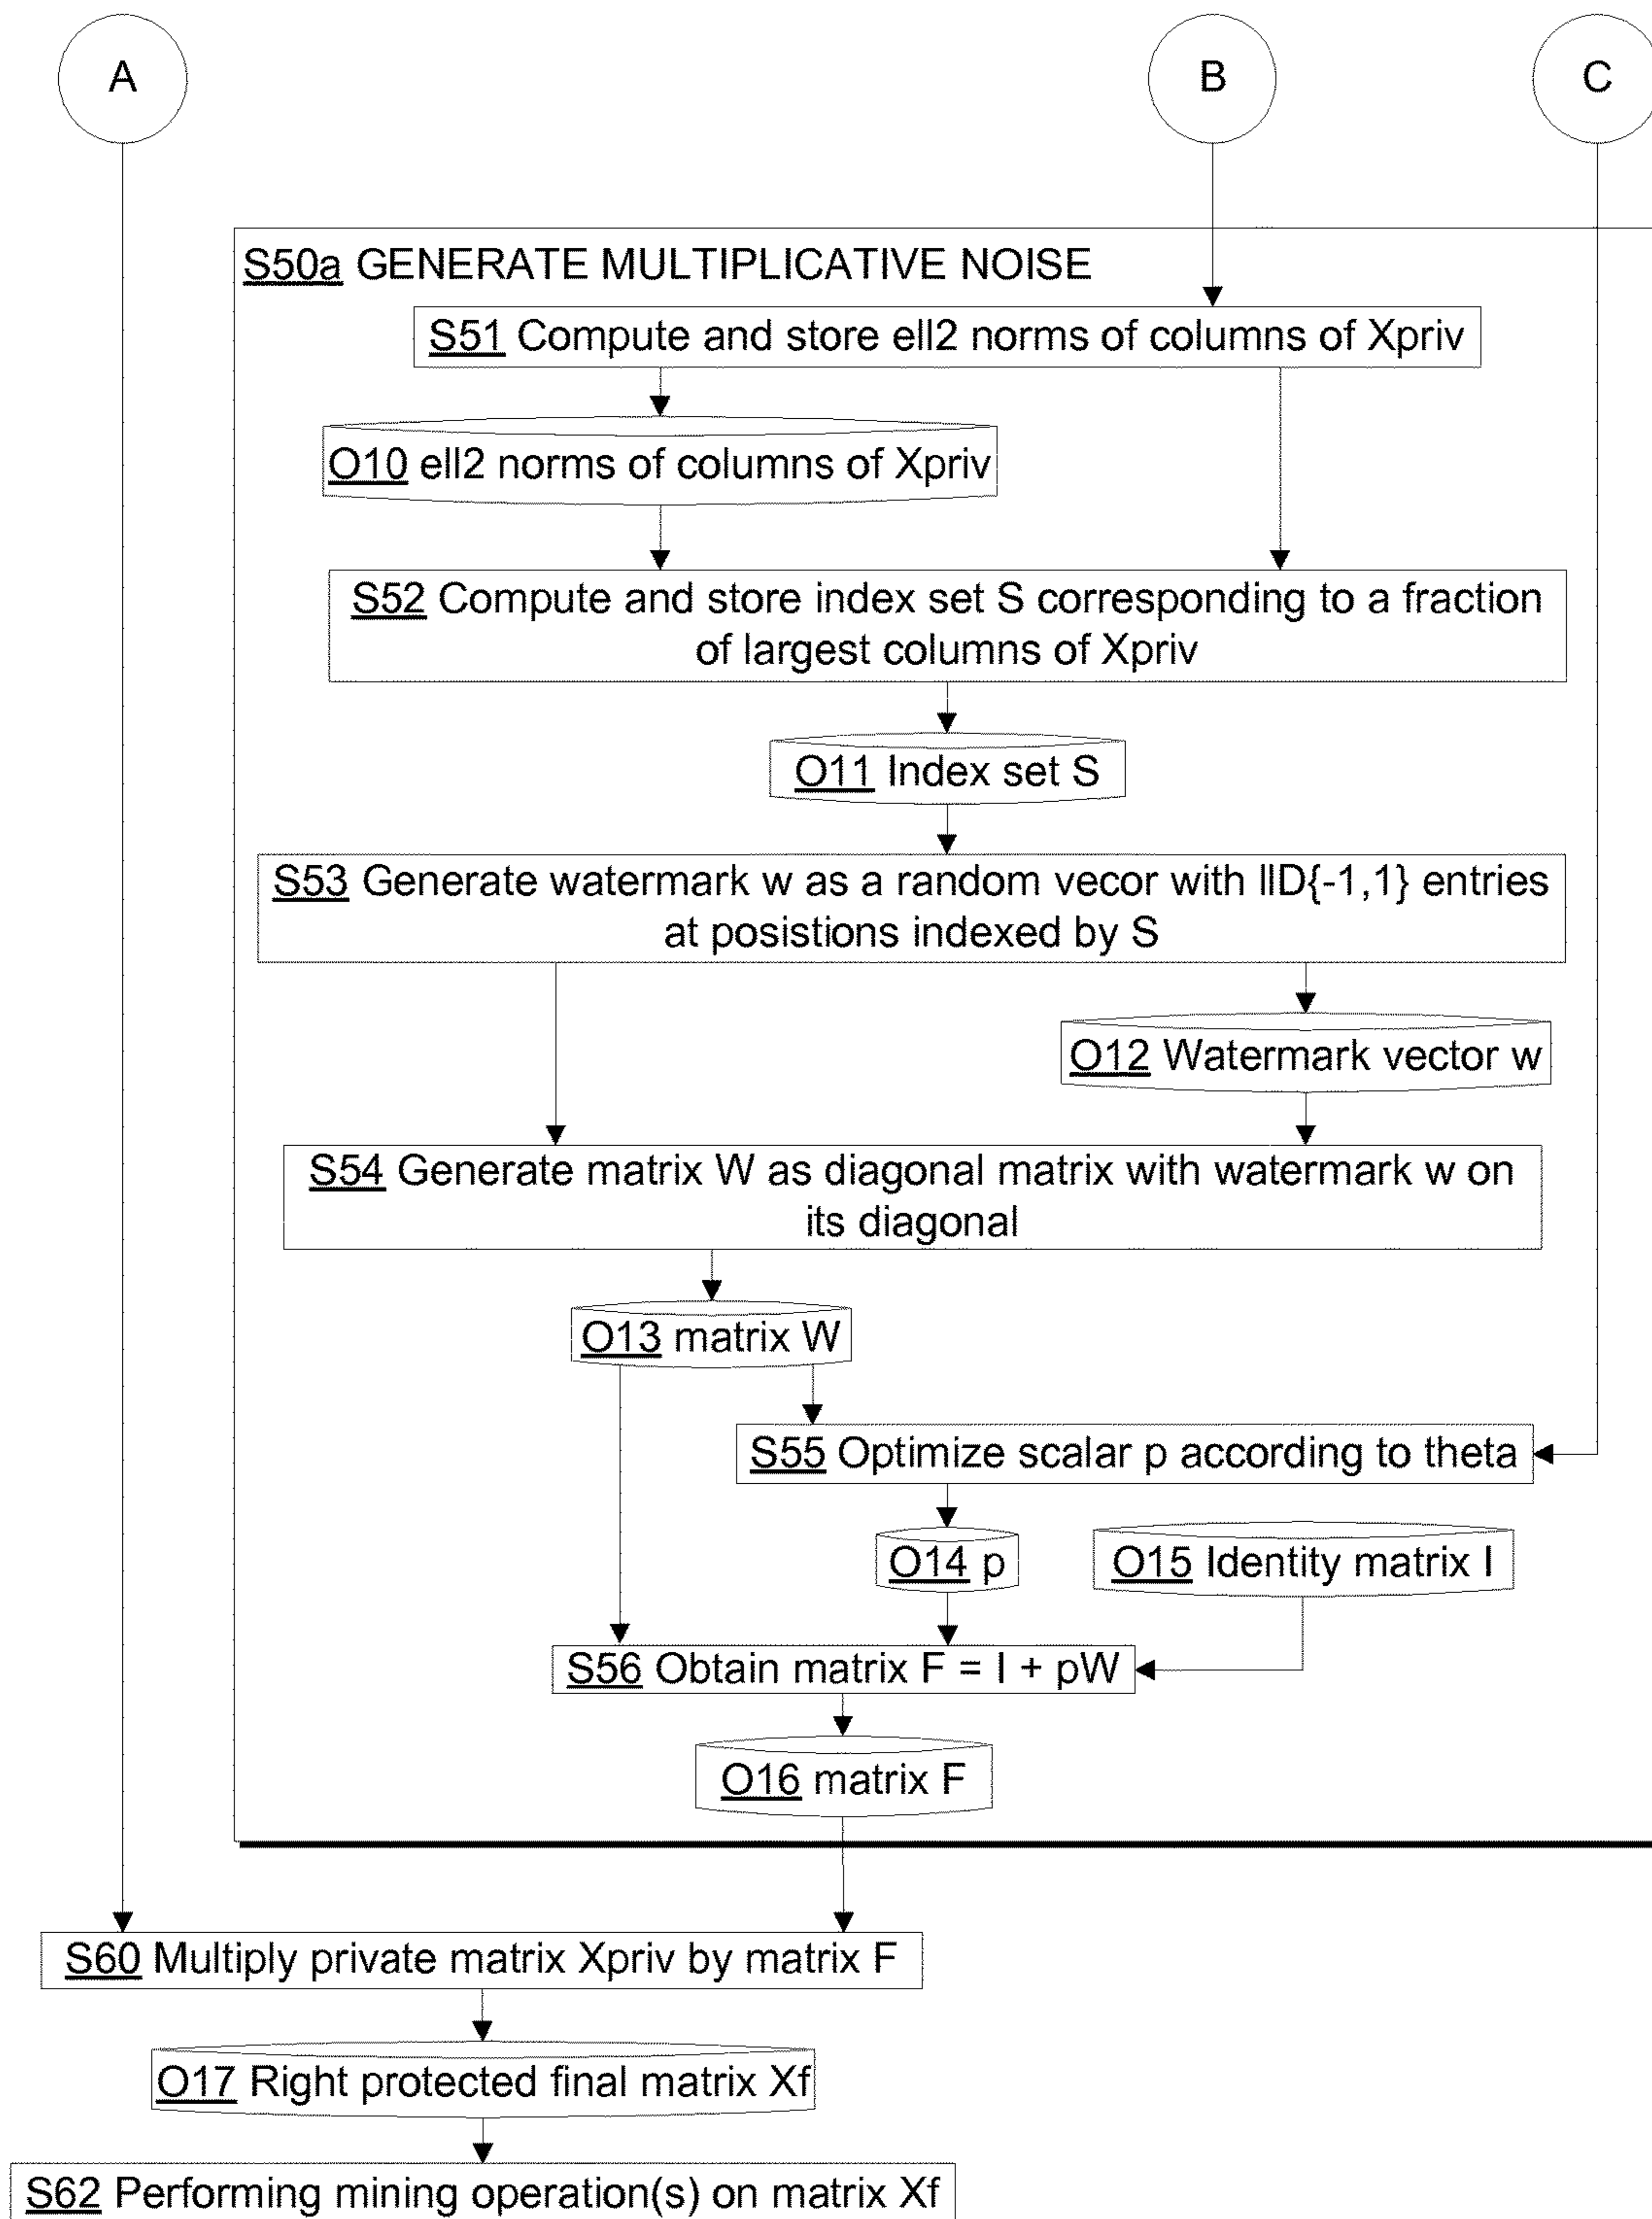 A
B
C
S50a GENERATE MULTIPLICATIVE NOISE
S51 Compute and store ell2 norms of columns of Xpriv
O10 ell2 norms of columns of Xpriv
S52 Compute and store index set S corresponding to a fraction
of largest columns of Xpriv
O11 Index set S
S53 Generate watermark w as a random vecor with IID{-1,1} entries
at posistions indexed by S
O12 Watermark vector w
S54 Generate matrix W as diagonal matrix with watermark w on
its diagonal
O13 matrix W
S55 Optimize scalar p according to theta
O14 p
O15 Identity matrix I
S56 Obtain matrix F = I + pW
O16 matrix F
S60 Multiply private matrix Xpriv by matrix F
O17 Right protected final matrix Xf
S62 Performing mining operation(s) on matrix Xf